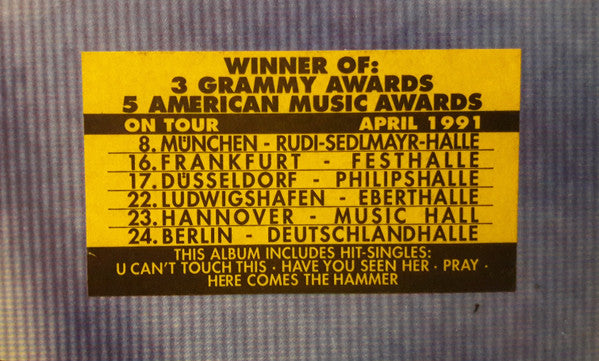 WINNER OF:
3 GRAMMY AWARDS
5 AMERICAN MUSIC AWARDS
ON TOUR APRIL 1991
8. MÜNCHEN - RUDI-SEDLMAYR-HALLE
16. FRANKFURT - FESTHALLE
17. DÜSSELDORF - PHILIPSHALLE
22. LUDWIGSHAFEN - EBERTHALLE
23. HANNOVER - MUSIC HALL
24. BERLIN - DEUTSCHLANDHALLE
THIS ALBUM INCLUDES HIT-SINGLES:
U CAN'T TOUCH THIS · HAVE YOU SEEN HER · PRAY ·
HERE COMES THE HAMMER